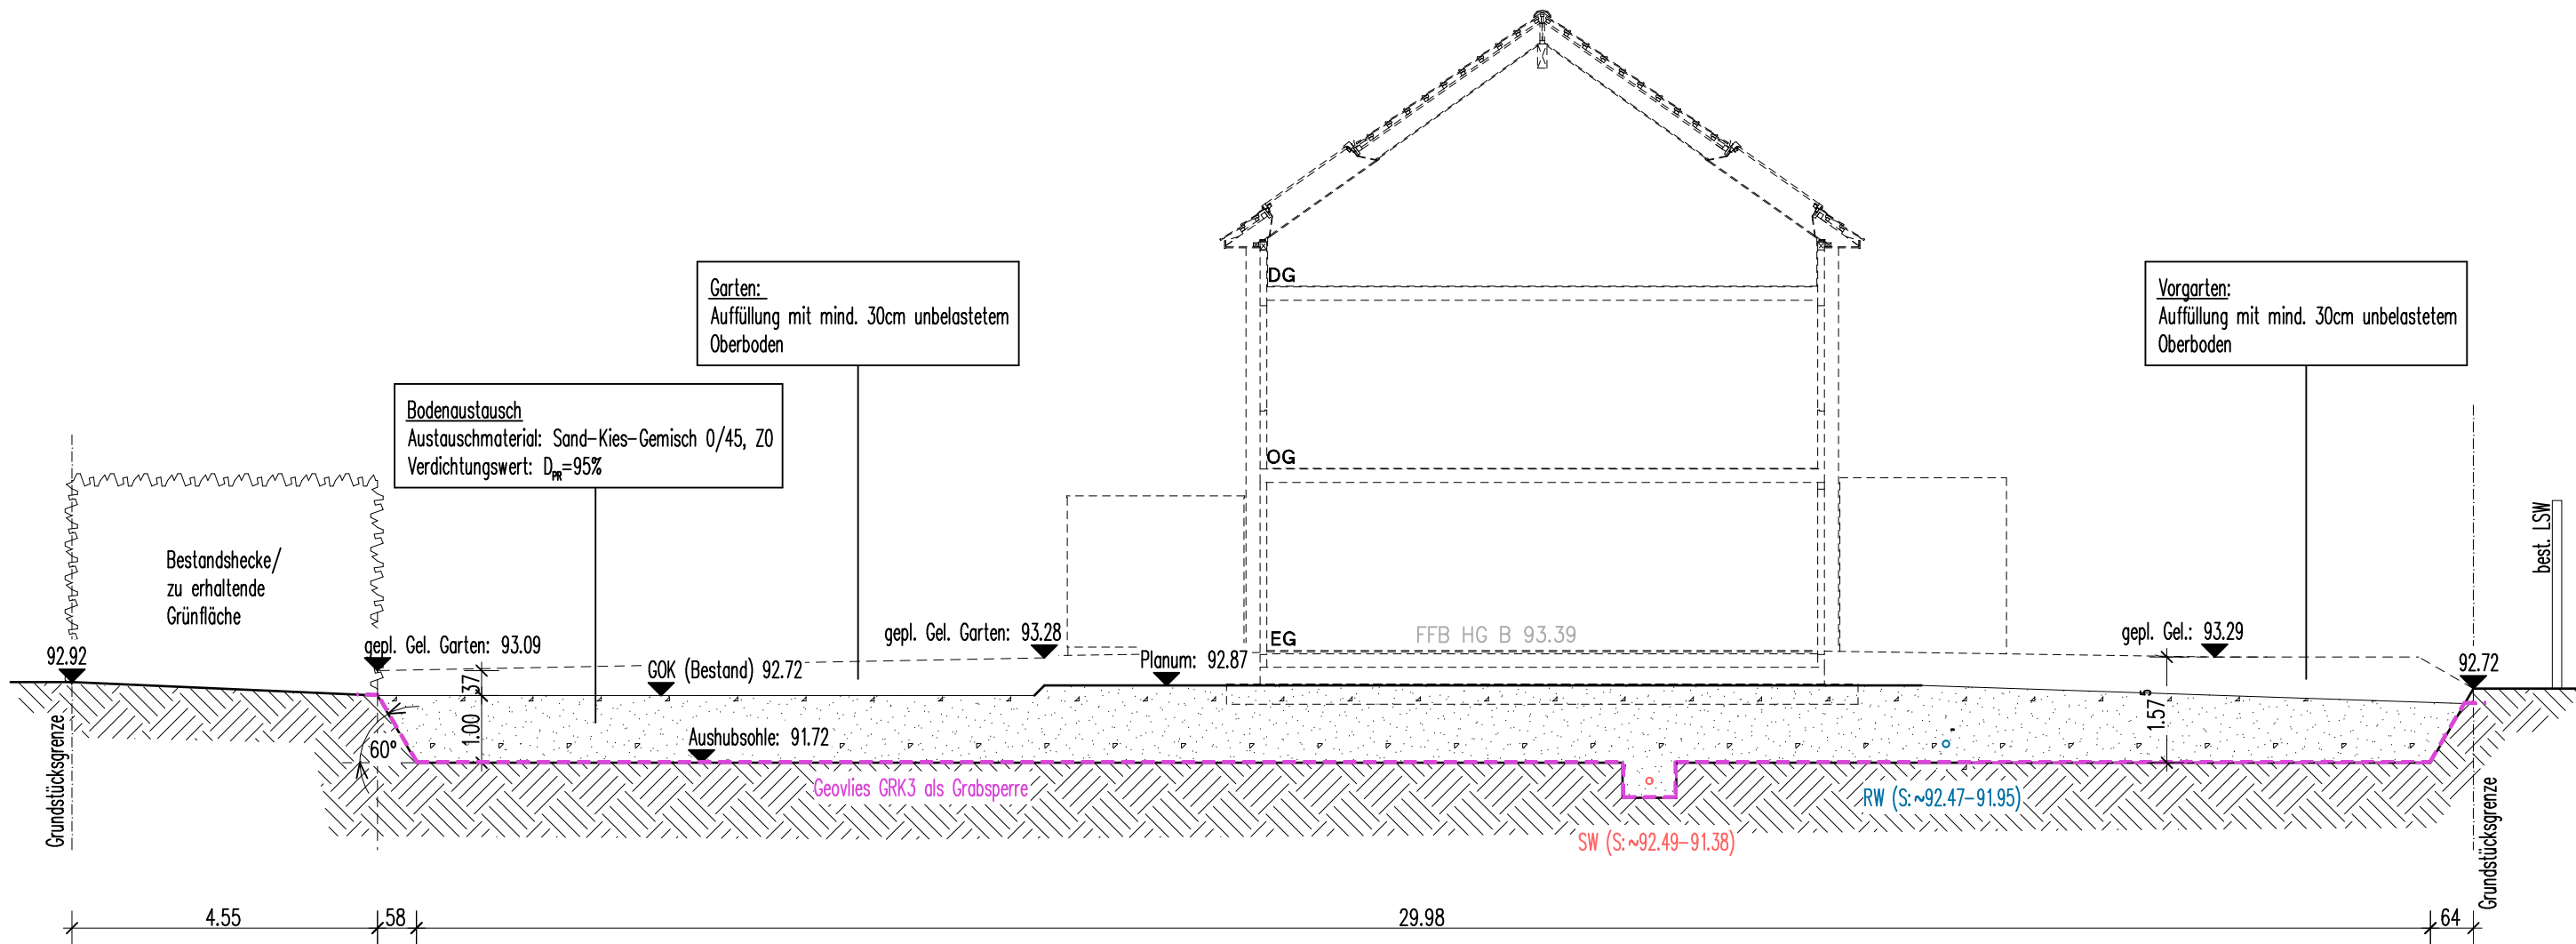 DG
Garten:
Auffüllung mit mind. 30cm unbelastetem
Oberboden
Vorgarten:
Auffüllung mit mind. 30cm unbelastetem
Oberboden
Bodenaustausch
Austauschmaterial: Sand-Kies-Gemisch 0/45, Z0
Verdichtungswert: DPR=95%
OG
best. LSW
Bestandshecke/
zu erhaltende
Grünfläche
gepl. Gel. Garten: 93.09
gepl. Gel. Garten: 93.28
EG
FFB HG B 93.39
gepl. Gel.: 93.29
92.92
GOK (Bestand) 92.72
Planum: 92.87
92.72
37
1.00
1.57⁵
60°
Aushubsohle: 91.72
Geovlies GRK3 als Grabsperre
RW (S:~92.47-91.95)
SW (S:~92.49-91.38)
Grundstücksgrenze
Grundstücksgrenze
4.55
58
29.98
64